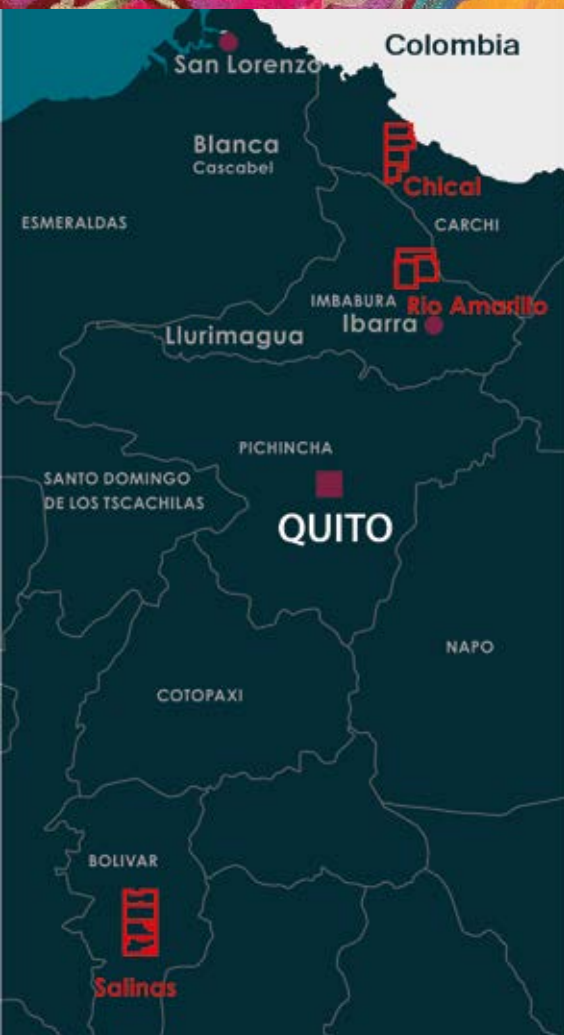 Colombia
San Lorenzo
Blanca
Cascabel
Chical
ESMERALDAS
CARCHI
IMBABURA
Rio Amarillo
Ibarra
Llurimagua
PICHINCHA
SANTO DOMINGO
DE LOS TSCACHILAS
QUITO
NAPO
COTOPAXI
BOLIVAR
Salinas